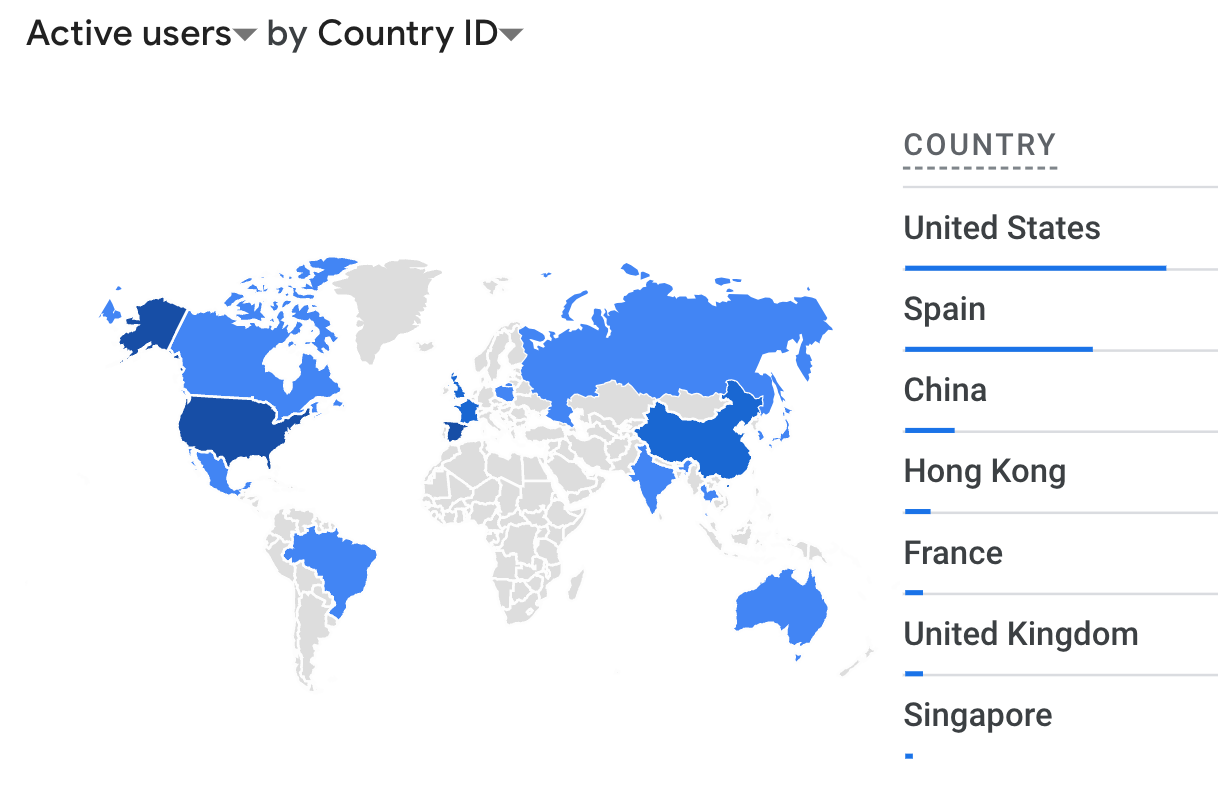 Active users by Country ID
COUNTRY
United States
Spain
China
Hong Kong
France
United Kingdom
Singapore